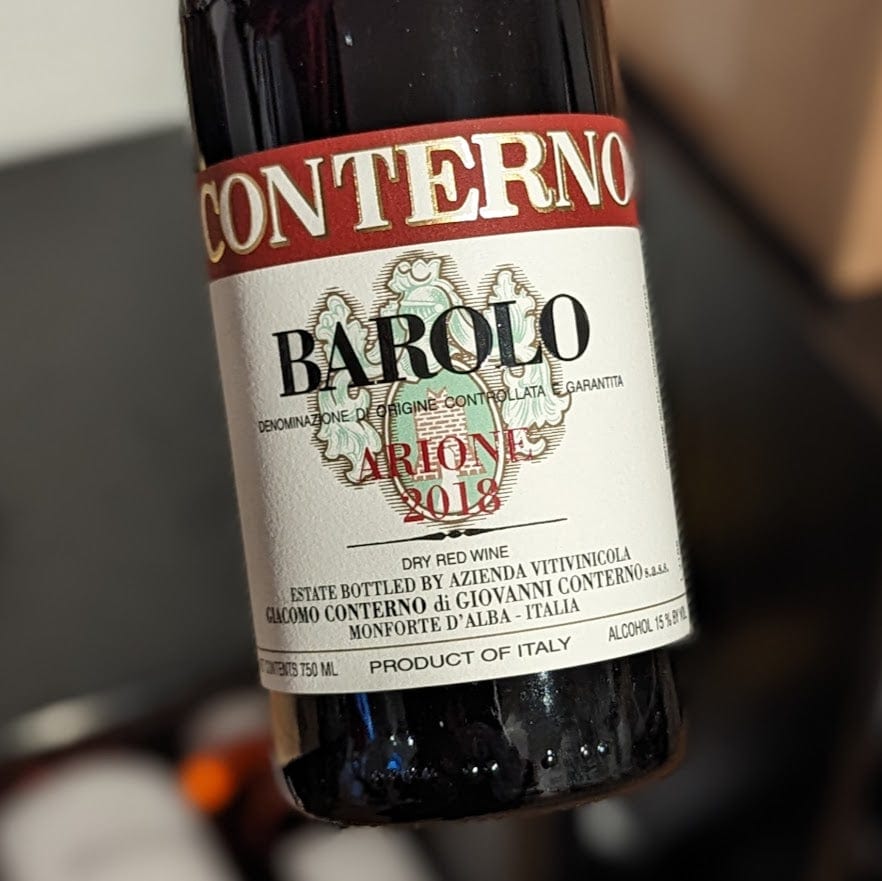 CONTERNO
BAROLO
DENOMINAZIONE DI ORIGINE CONTROLLATA E GARANTITA
ARIONE
2018
DRY RED WINE
ESTATE BOTTLED BY AZIENDA VITIVINICOLA
GIACOMO CONTERNO di GIOVANNI CONTERNO s.a.s.
MONFORTE D'ALBA - ITALIA
CONTENTS 750 ML PRODUCT OF ITALY ALCOHOL 15 % BY VOL